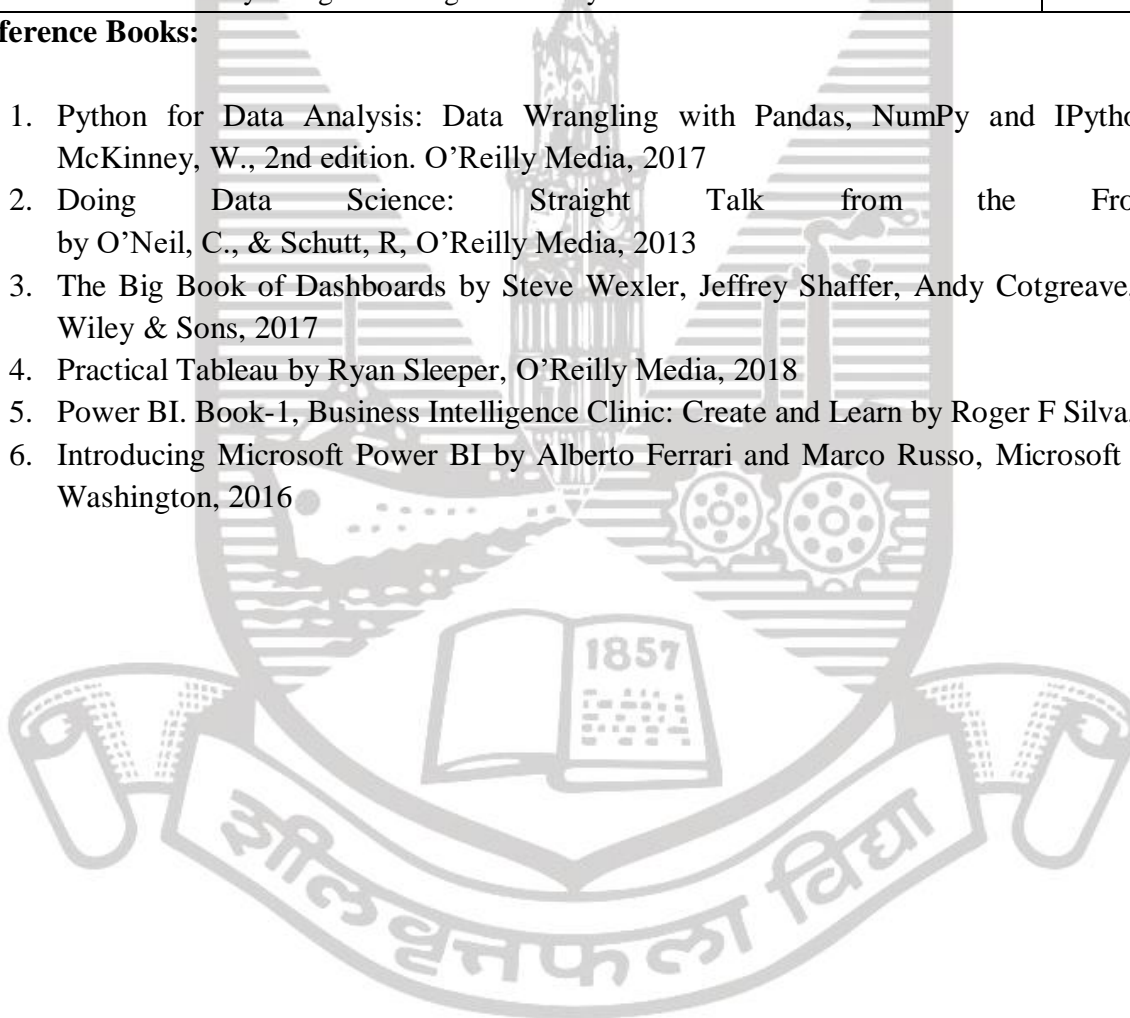 ference Books:
1. Python for Data Analysis: Data Wrangling with Pandas, NumPy and IPytho
McKinney, W., 2nd edition. O’Reilly Media, 2017
2. Doing Data Science: Straight Talk from the Fro
by O’Neil, C., & Schutt, R, O’Reilly Media, 2013
3. The Big Book of Dashboards by Steve Wexler, Jeffrey Shaffer, Andy Cotgreave.
Wiley & Sons, 2017
4. Practical Tableau by Ryan Sleeper, O’Reilly Media, 2018
5. Power BI. Book-1, Business Intelligence Clinic: Create and Learn by Roger F Silva.
6. Introducing Microsoft Power BI by Alberto Ferrari and Marco Russo, Microsoft
Washington, 2016
1857
शीलवृत्तफला विद्या